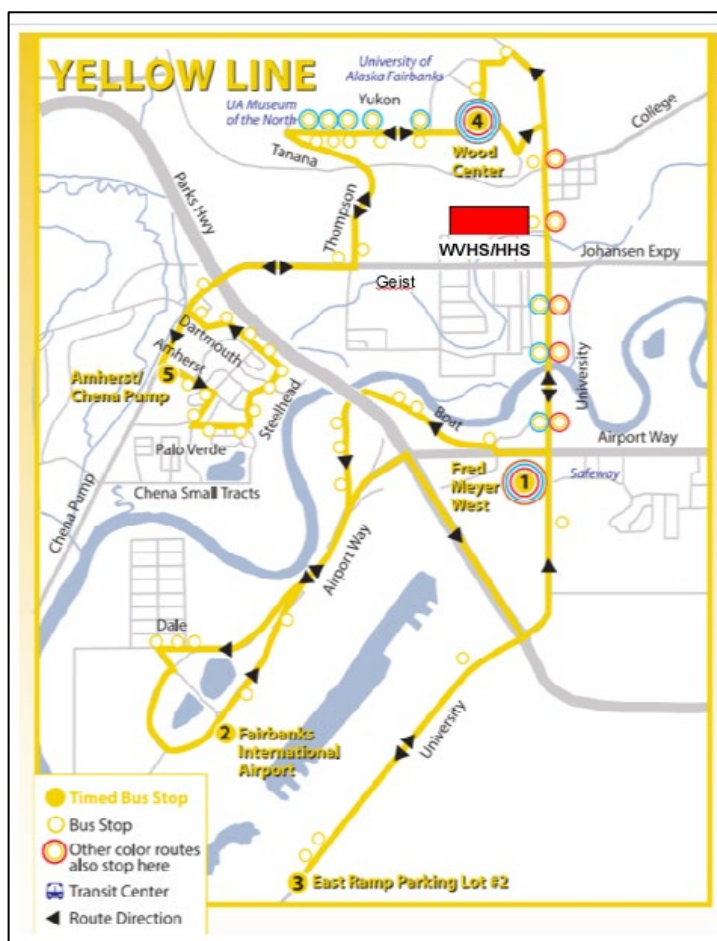 YELLOW LINE
University of
Alaska Fairbanks
UA Museum
of the North
Yukon
4
Wood
Center
College
Tanana
Parks Hwy
Thompson
WVHS/HHS
Johansen Expy
Geist
Dartmouth
Amherst
5
Amherst/
Chena Pump
Steelhead
University
Boat
Palo Verde
Airport Way
Fred
Meyer
West
1
Safeway
Chena Small Tracts
Chena Pump
Airport Way
Dale
2
Fairbanks
International
Airport
University
Timed Bus Stop
Bus Stop
Other color routes
also stop here
Transit Center
Route Direction
3
East Ramp Parking Lot #2